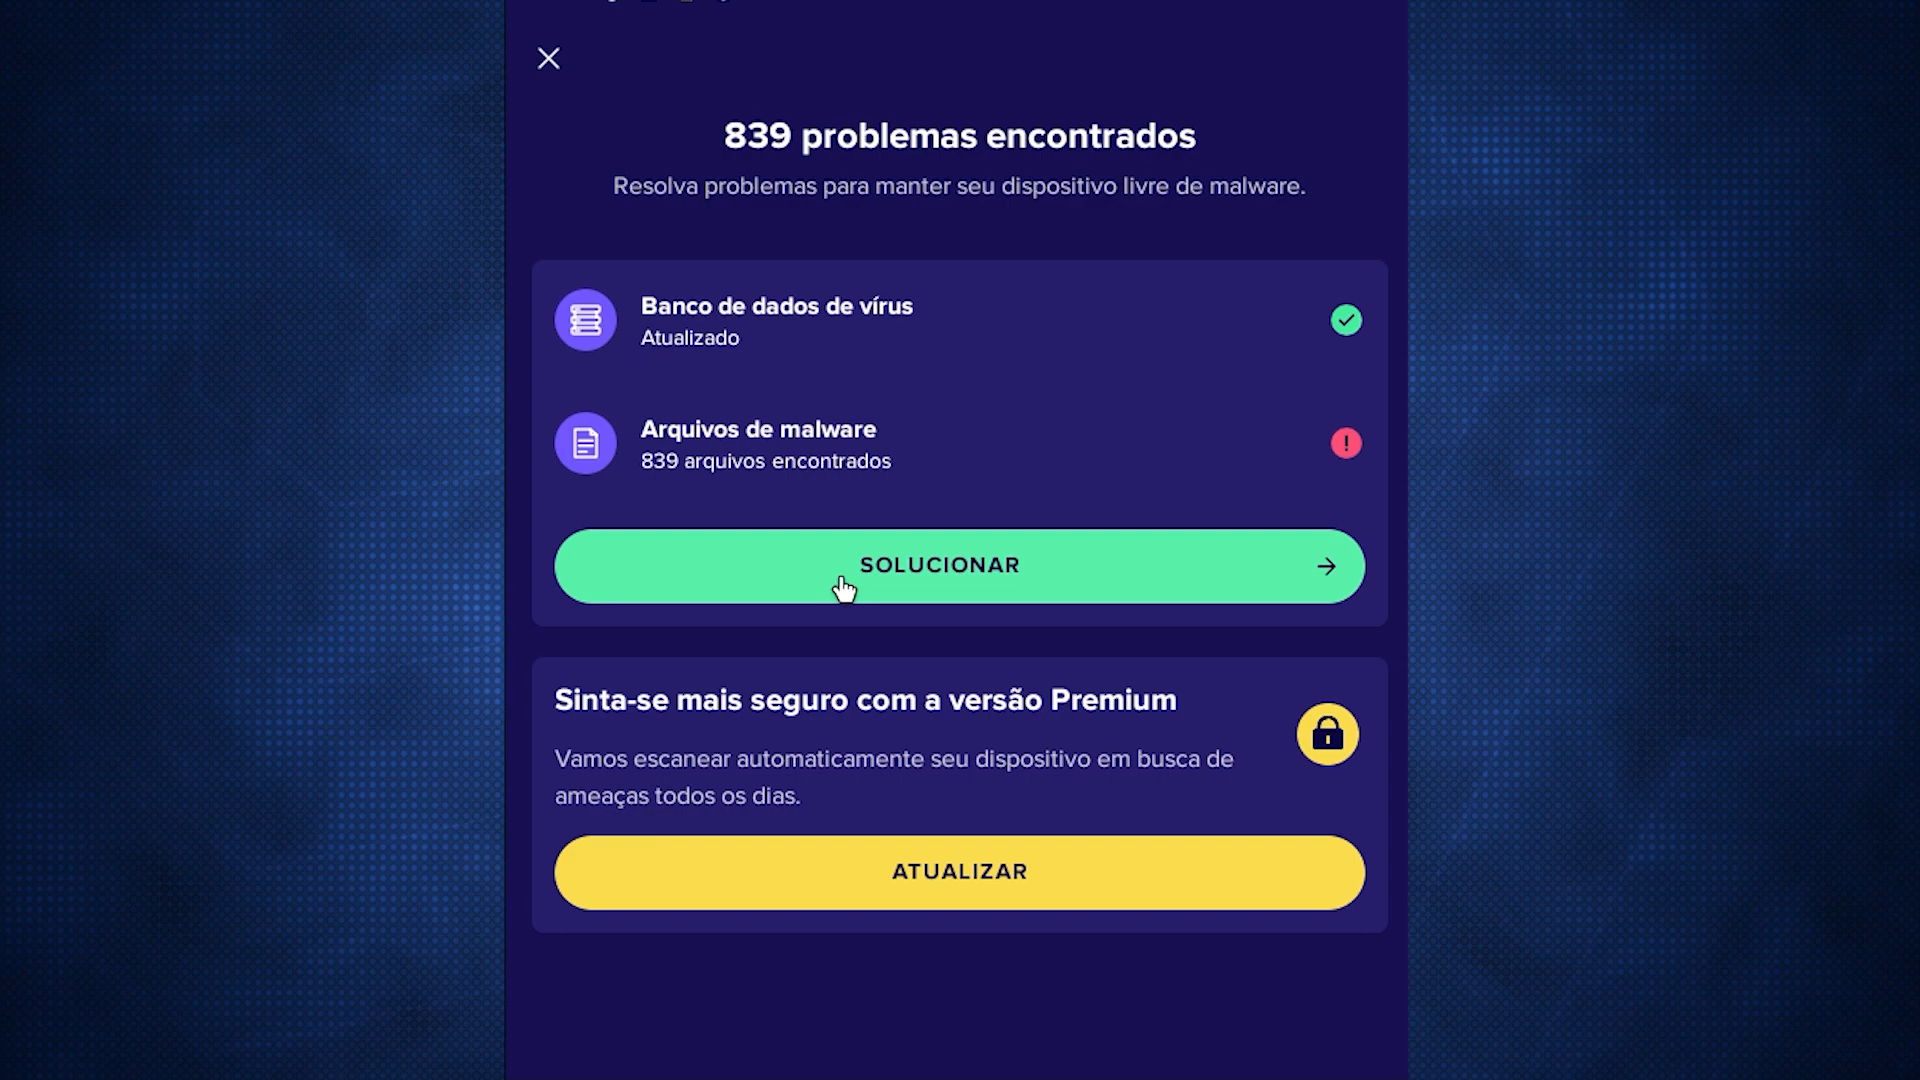 839 problemas encontrados
Resolva problemas para manter seu dispositivo livre de malware.
Banco de dados de vírus
Atualizado
Arquivos de malware
839 arquivos encontrados
SOLUCIONAR
Sinta-se mais seguro com a versão Premium
Vamos escanear automaticamente seu dispositivo em busca de
ameaças todos os dias.
ATUALIZAR